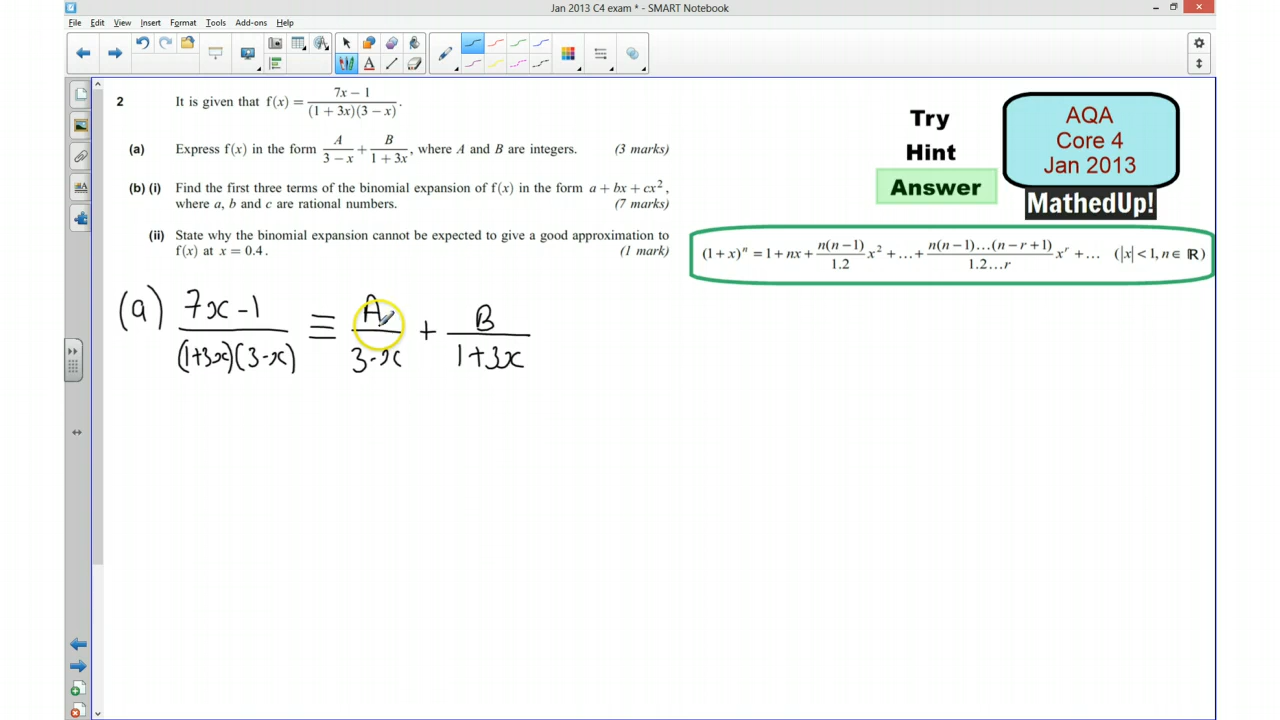 Jan 2013 C4 exam * - SMART Notebook
File Edit View Insert Format Tools Add-ons Help
2 It is given that f(x) = 7x − 1 / (1 + 3x)(3 − x).
(a) Express f(x) in the form A / 3 − x + B / 1 + 3x, where A and B are integers. (3 marks)
(b) (i) Find the first three terms of the binomial expansion of f(x) in the form a + bx + cx²,
where a, b and c are rational numbers. (7 marks)
(ii) State why the binomial expansion cannot be expected to give a good approximation to
f(x) at x = 0.4. (1 mark)
Try
Hint
Answer
AQA
Core 4
Jan 2013
MathedUp!
(1 + x)ⁿ = 1 + nx + n(n − 1) / 1.2 x² + … + n(n − 1)…(n − r + 1) / 1.2…r xʳ + … (|x| < 1, n ∈ ℝ)
(a) 7x − 1 / (1+3x)(3−x) ≡ A / 3−x + B / 1+3x